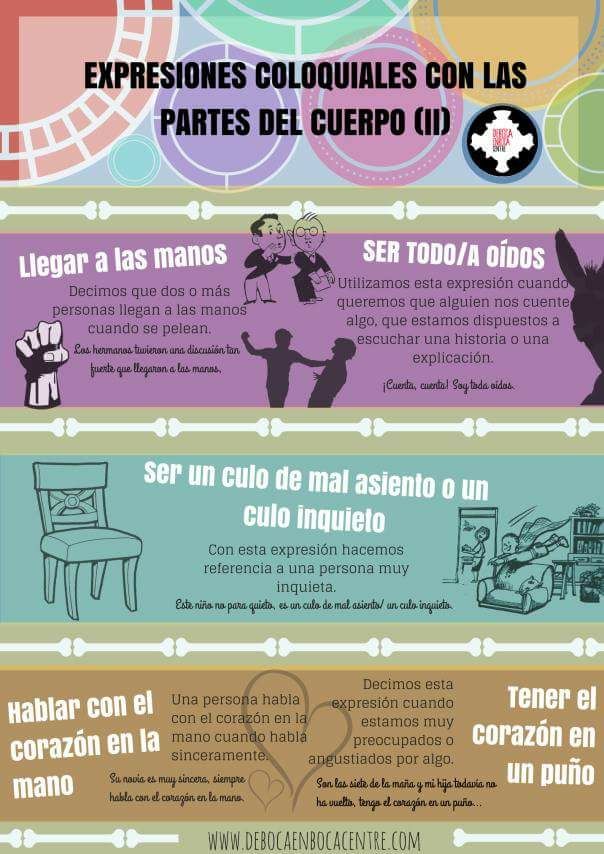 EXPRESIONES COLOQUIALES CON LAS
PARTES DEL CUERPO (II)
DEBOCA
ENBOCA
CENTRE
Llegar a las manos
Decimos que dos o más
personas llegan a las manos
cuando se pelean.
Los hermanos tuvieron una discusión tan
fuerte que llegaron a las manos.
SER TODO/A OÍDOS
Utilizamos esta expresión cuando
queremos que alguien nos cuente
algo, que estamos dispuestos a
escuchar una historia o una
explicación.
¡Cuenta, cuenta! Soy toda oídos.
Ser un culo de mal asiento o un
culo inquieto
Con esta expresión hacemos
referencia a una persona muy
inquieta.
Este niño no para quieto, es un culo de mal asiento/ un culo inquieto.
Hablar con el
corazón en la
mano
Una persona habla
con el corazón en la
mano cuando habla
sinceramente.
Su novia es muy sincera, siempre
habla con el corazón en la mano.
Decimos esta
expresión cuando
estamos muy
preocupados o
angustiados por algo.
Son las siete de la maña y mi hija todavía no
ha vuelto, tengo el corazón en un puño...
Tener el
corazón en
un puño
WWW.DEBOCAENBOCACENTRE.COM